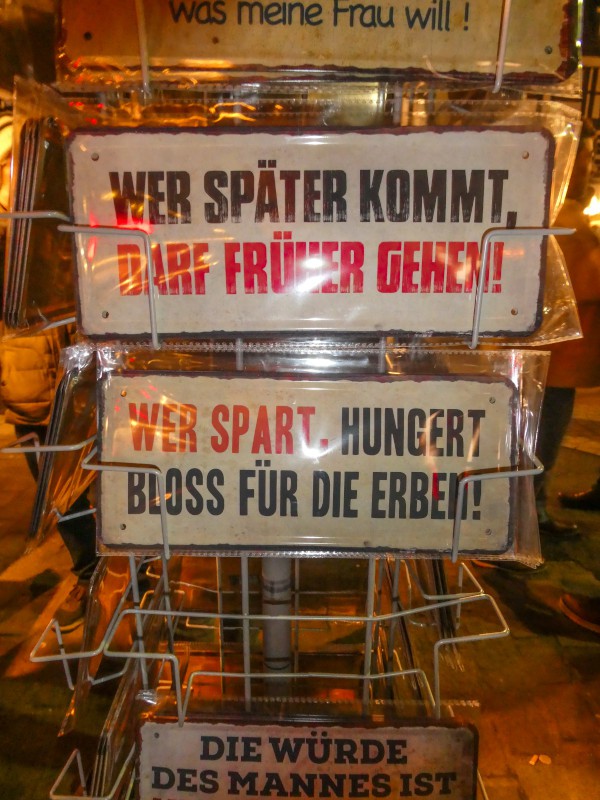 was meine Frau will !
WER SPÄTER KOMMT,
DARF FRÜHER GEHEN!
WER SPART, HUNGERT
BLOSS FÜR DIE ERBEN!
DIE WÜRDE
DES MANNES IST